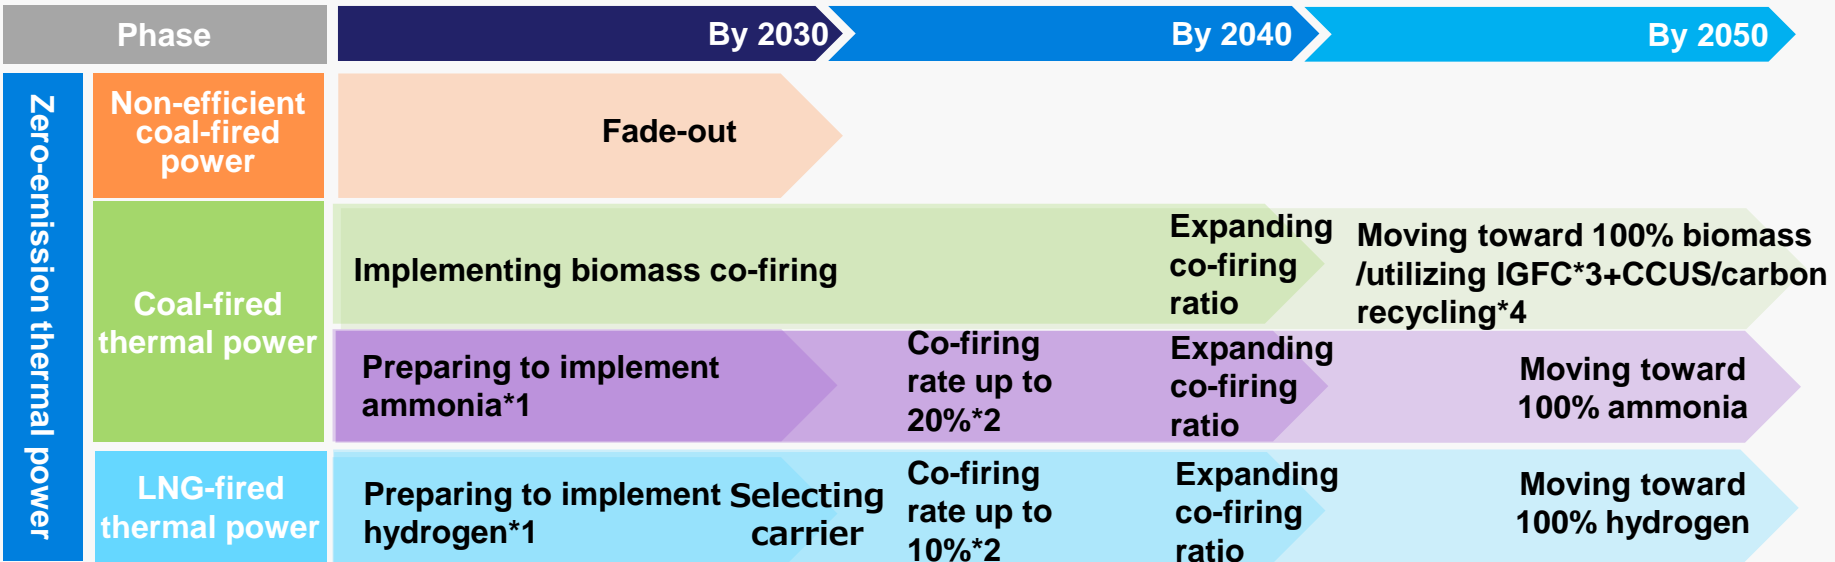 Phase
By 2030
By 2040
By 2050
Zero-emission thermal power
Non-efficient
coal-fired
power
Fade-out
Coal-fired
thermal power
Implementing biomass co-firing
Expanding
co-firing
ratio
Moving toward 100% biomass
/utilizing IGFC*3+CCUS/carbon
recycling*4
Preparing to implement
ammonia*1
Co-firing
rate up to
20%*2
Expanding
co-firing
ratio
Moving toward
100% ammonia
LNG-fired
thermal power
Preparing to implement
hydrogen*1
Selecting
carrier
Co-firing
rate up to
10%*2
Expanding
co-firing
ratio
Moving toward
100% hydrogen